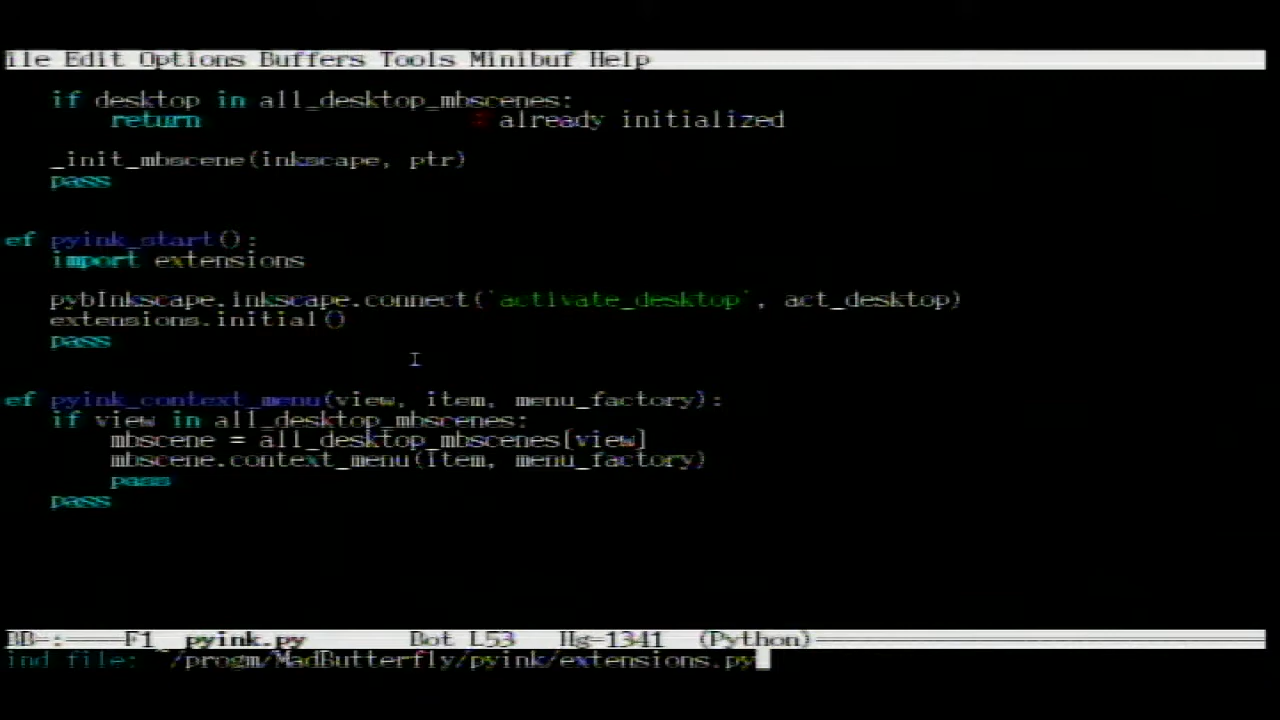 ile Edit Options Buffers Tools Minibuf Help
if desktop in all_desktop_mbscenes:
return # already initialized
_init_mbscene(inkscape, ptr)
pass
ef pyink_start():
import extensions
pybInkscape.inkscape.connect('activate_desktop', act_desktop)
extensions.initial()
pass
ef pyink_context_menu(view, item, menu_factory):
if view in all_desktop_mbscenes:
mbscene = all_desktop_mbscenes[view]
mbscene.context_menu(item, menu_factory)
pass
pass
BB-:----F1 pyink.py Bot L53 Hg-1341 (Python)
ind file: ~/progm/MadButterfly/pyink/extensions.py